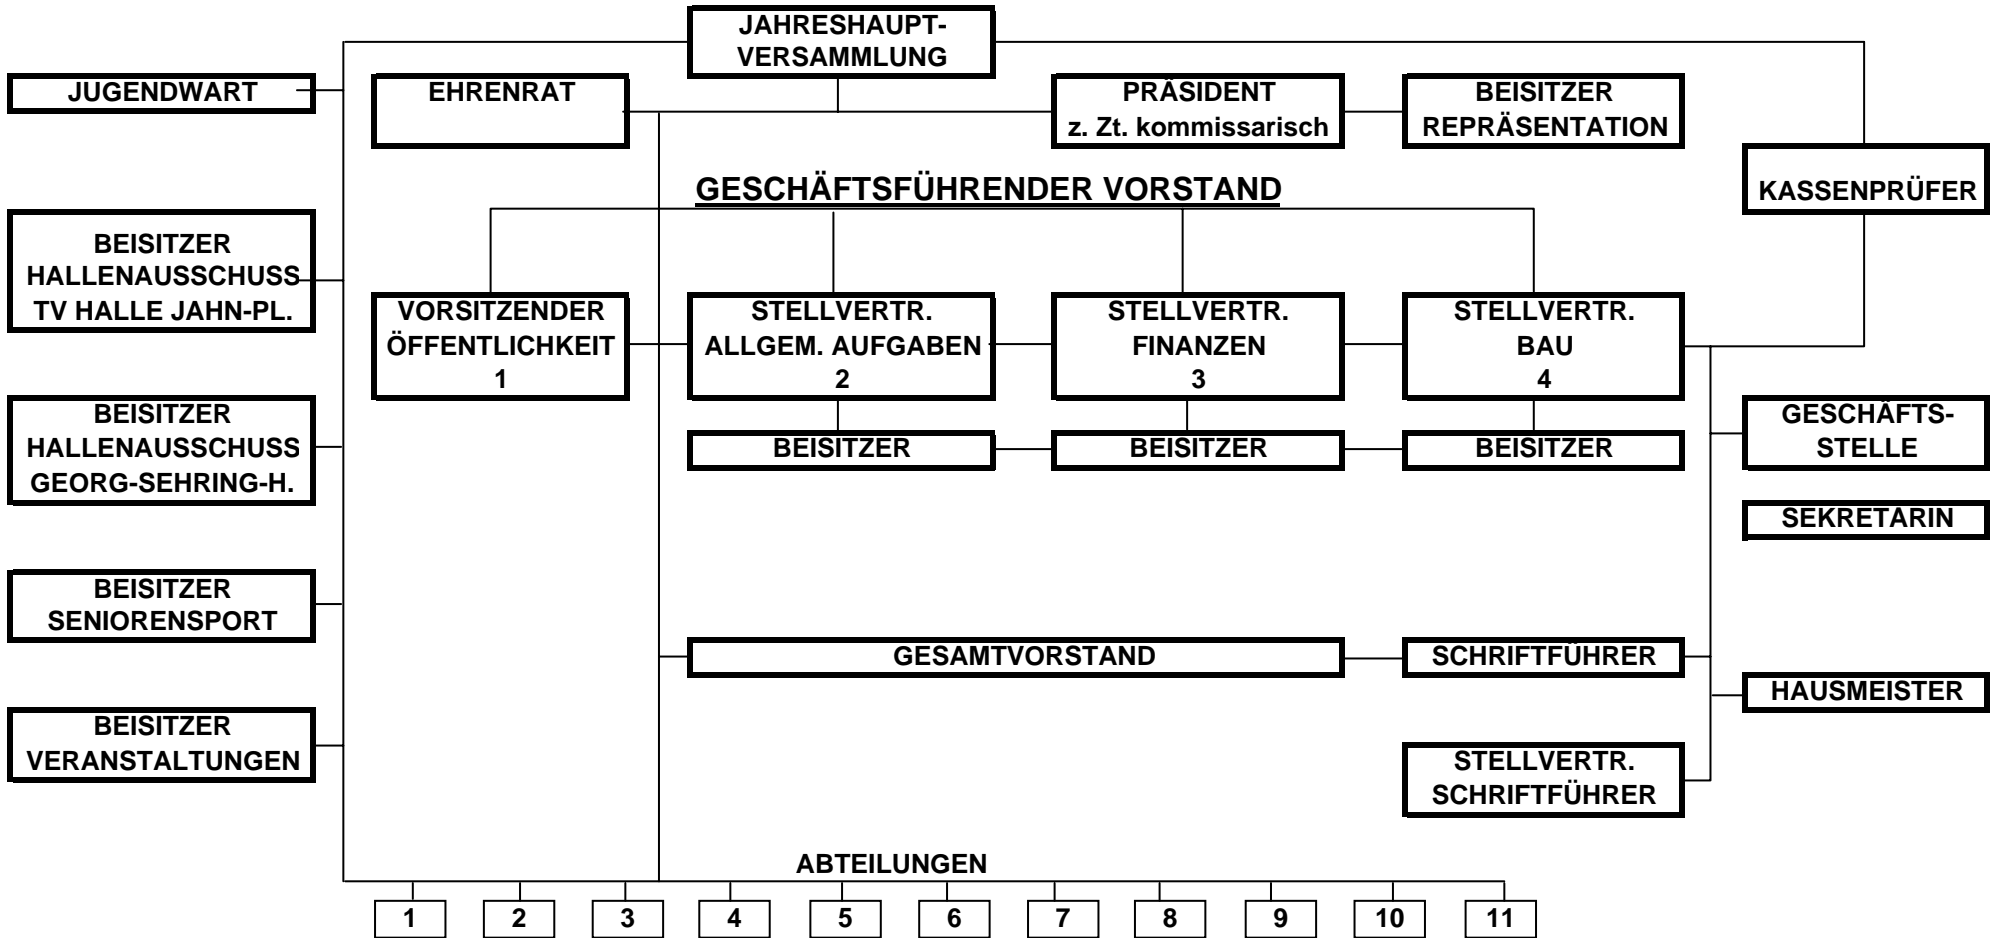 JAHRESHAUPT-
VERSAMMLUNG
JUGENDWART
EHRENRAT
PRÄSIDENT
z. Zt. kommissarisch
BEISITZER
REPRÄSENTATION
KASSENPRÜFER
GESCHÄFTSFÜHRENDER VORSTAND
BEISITZER
HALLENAUSSCHUSS
TV HALLE JAHN-PL.
VORSITZENDER
ÖFFENTLICHKEIT
1
STELLVERTR.
ALLGEM. AUFGABEN
2
STELLVERTR.
FINANZEN
3
STELLVERTR.
BAU
4
BEISITZER
HALLENAUSSCHUSS
GEORG-SEHRING-H.
BEISITZER
BEISITZER
BEISITZER
GESCHÄFTS-
STELLE
SEKRETARIN
BEISITZER
SENIORENSPORT
GESAMTVORSTAND
SCHRIFTFÜHRER
HAUSMEISTER
BEISITZER
VERANSTALTUNGEN
STELLVERTR.
SCHRIFTFÜHRER
ABTEILUNGEN
1
2
3
4
5
6
7
8
9
10
11